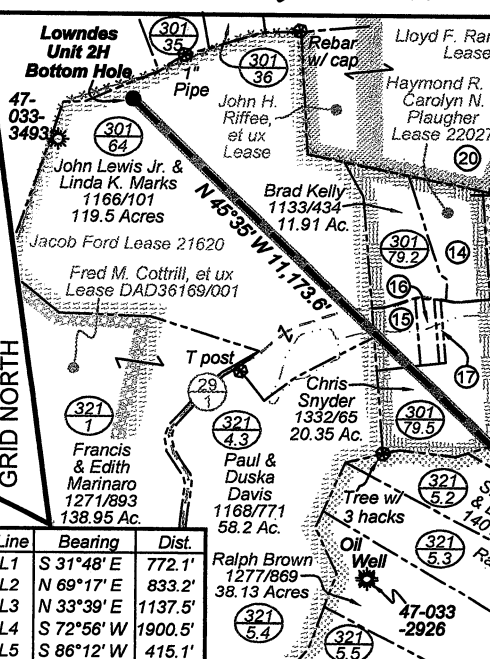 Lowndes
Unit 2H
Bottom Hole
301
35
1"
Pipe
301
36
Rebar
w/ cap
Lloyd F.
Lease
Haymond R.
Carolyn N.
Plaugher
Lease 22027
20
47-
033-
3493
301
64
John H.
Riffee,
et ux
Lease
John Lewis Jr. &
Linda K. Marks
1166/101
119.5 Acres
Brad Kelly
1133/434
11.91 Ac.
N 45°35' W 11,173.6'
301
79.2
14
16
15
17
Jacob Ford Lease 21620
Fred M. Cottrill, et ux
Lease DAD36169/001
T post
29
1
Chris
Snyder
1332/65
20.35 Ac.
301
79.5
GRID NORTH
321
1
Francis
& Edith
Marinaro
1271/893
138.95 Ac.
321
4.3
Paul &
Duska
Davis
1168/771
58.2 Ac.
Tree w/
3 hacks
321
5.2
& 
140
321
5.3
Oil
Well
47-033
-2926
Ralph Brown
1277/869
38.13 Acres
321
5.4
321
5.5
Line Bearing Dist.
L1 S 31°48' E 772.1'
L2 N 69°17' E 833.2'
L3 N 33°39' E 1137.5'
L4 S 72°56' W 1900.5'
L5 S 86°12' W 415.1'